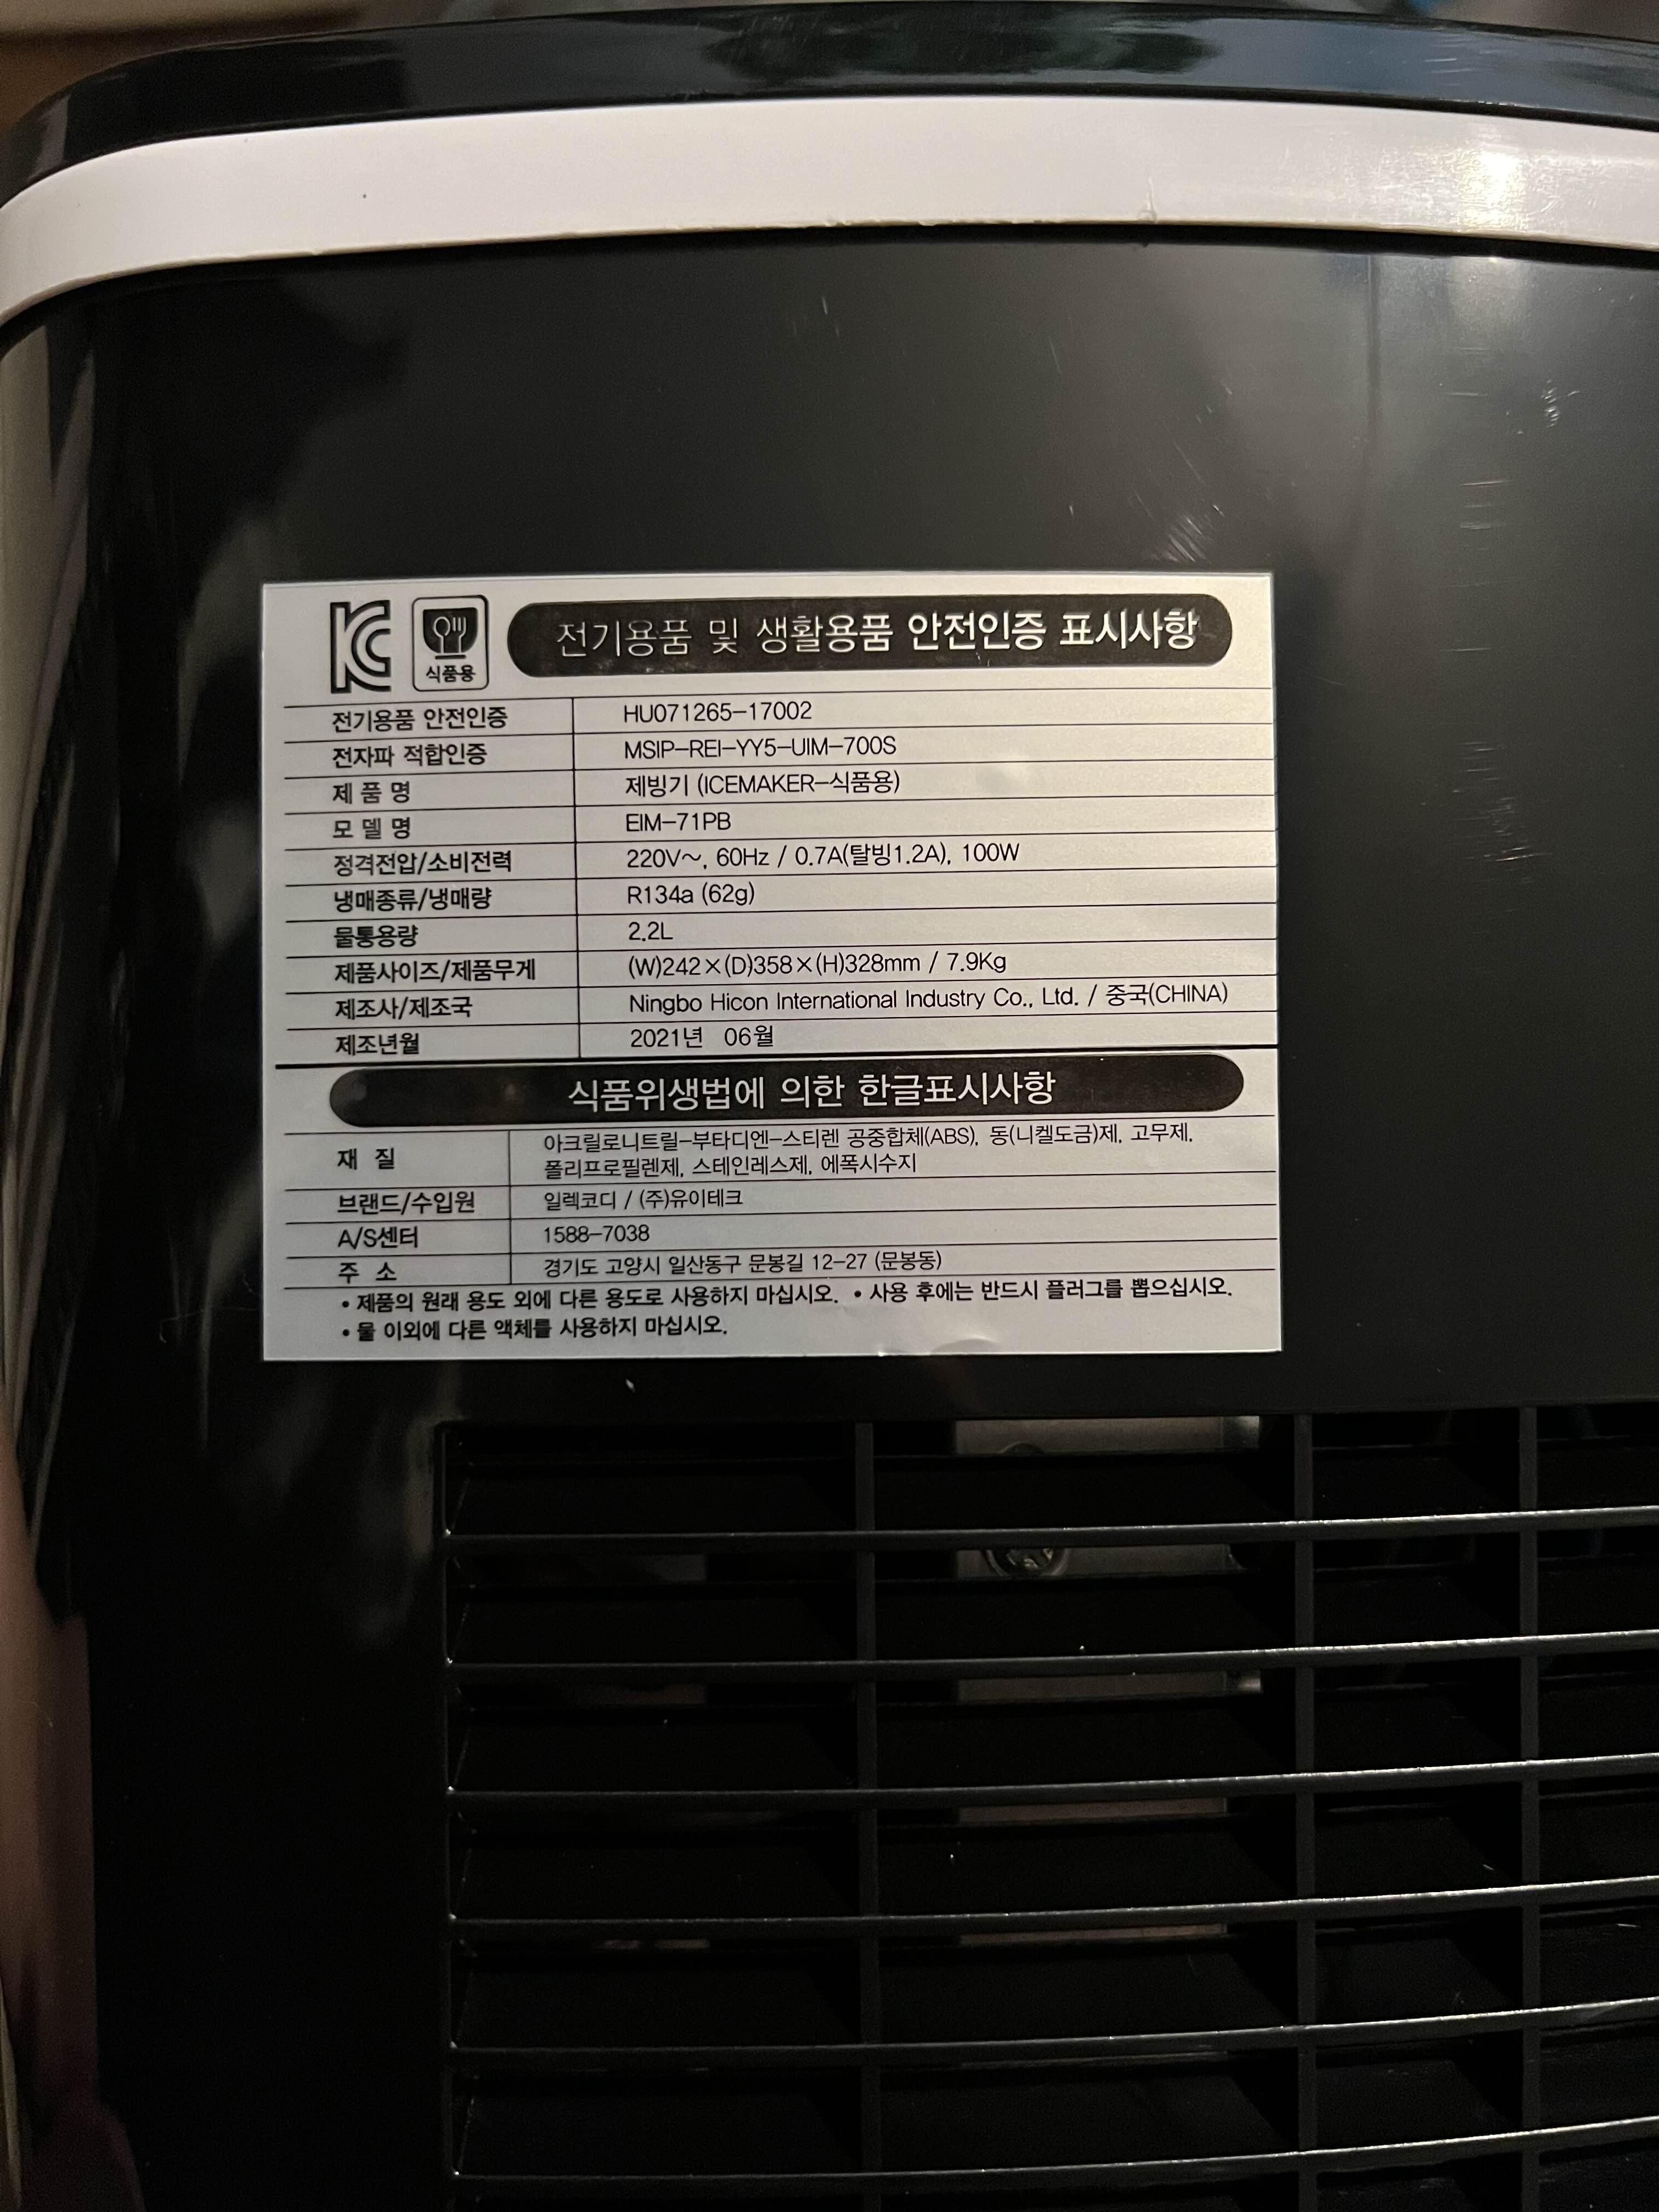 KC 식품용 전기용품 및 생활용품 안전인증 표시사항
전기용품 안전인증 HU071265-17002
전자파 적합인증 MSIP-REI-YY5-UIM-700S
제 품 명 제빙기 (ICEMAKER-식품용)
모 델 명 EIM-71PB
정격전압/소비전력 220V~, 60Hz / 0.7A(탈빙1.2A), 100W
냉매종류/냉매량 R134a (62g)
물통용량 2.2L
제품사이즈/제품무게 (W)242×(D)358×(H)328mm / 7.9Kg
제조사/제조국 Ningbo Hicon International Industry Co., Ltd. / 중국(CHINA)
제조년월 2021년 06월
식품위생법에 의한 한글표시사항
재 질 아크릴로니트릴-부타디엔-스티렌 공중합체(ABS), 동(니켈도금)제, 고무제,
폴리프로필렌제, 스테인레스제, 에폭시수지
브랜드/수입원 일렉코디 / (주)유이테크
A/S센터 1588-7038
주 소 경기도 고양시 일산동구 문봉길 12-27 (문봉동)
• 제품의 원래 용도 외에 다른 용도로 사용하지 마십시오. • 사용 후에는 반드시 플러그를 뽑으십시오.
• 물 이외에 다른 액체를 사용하지 마십시오.